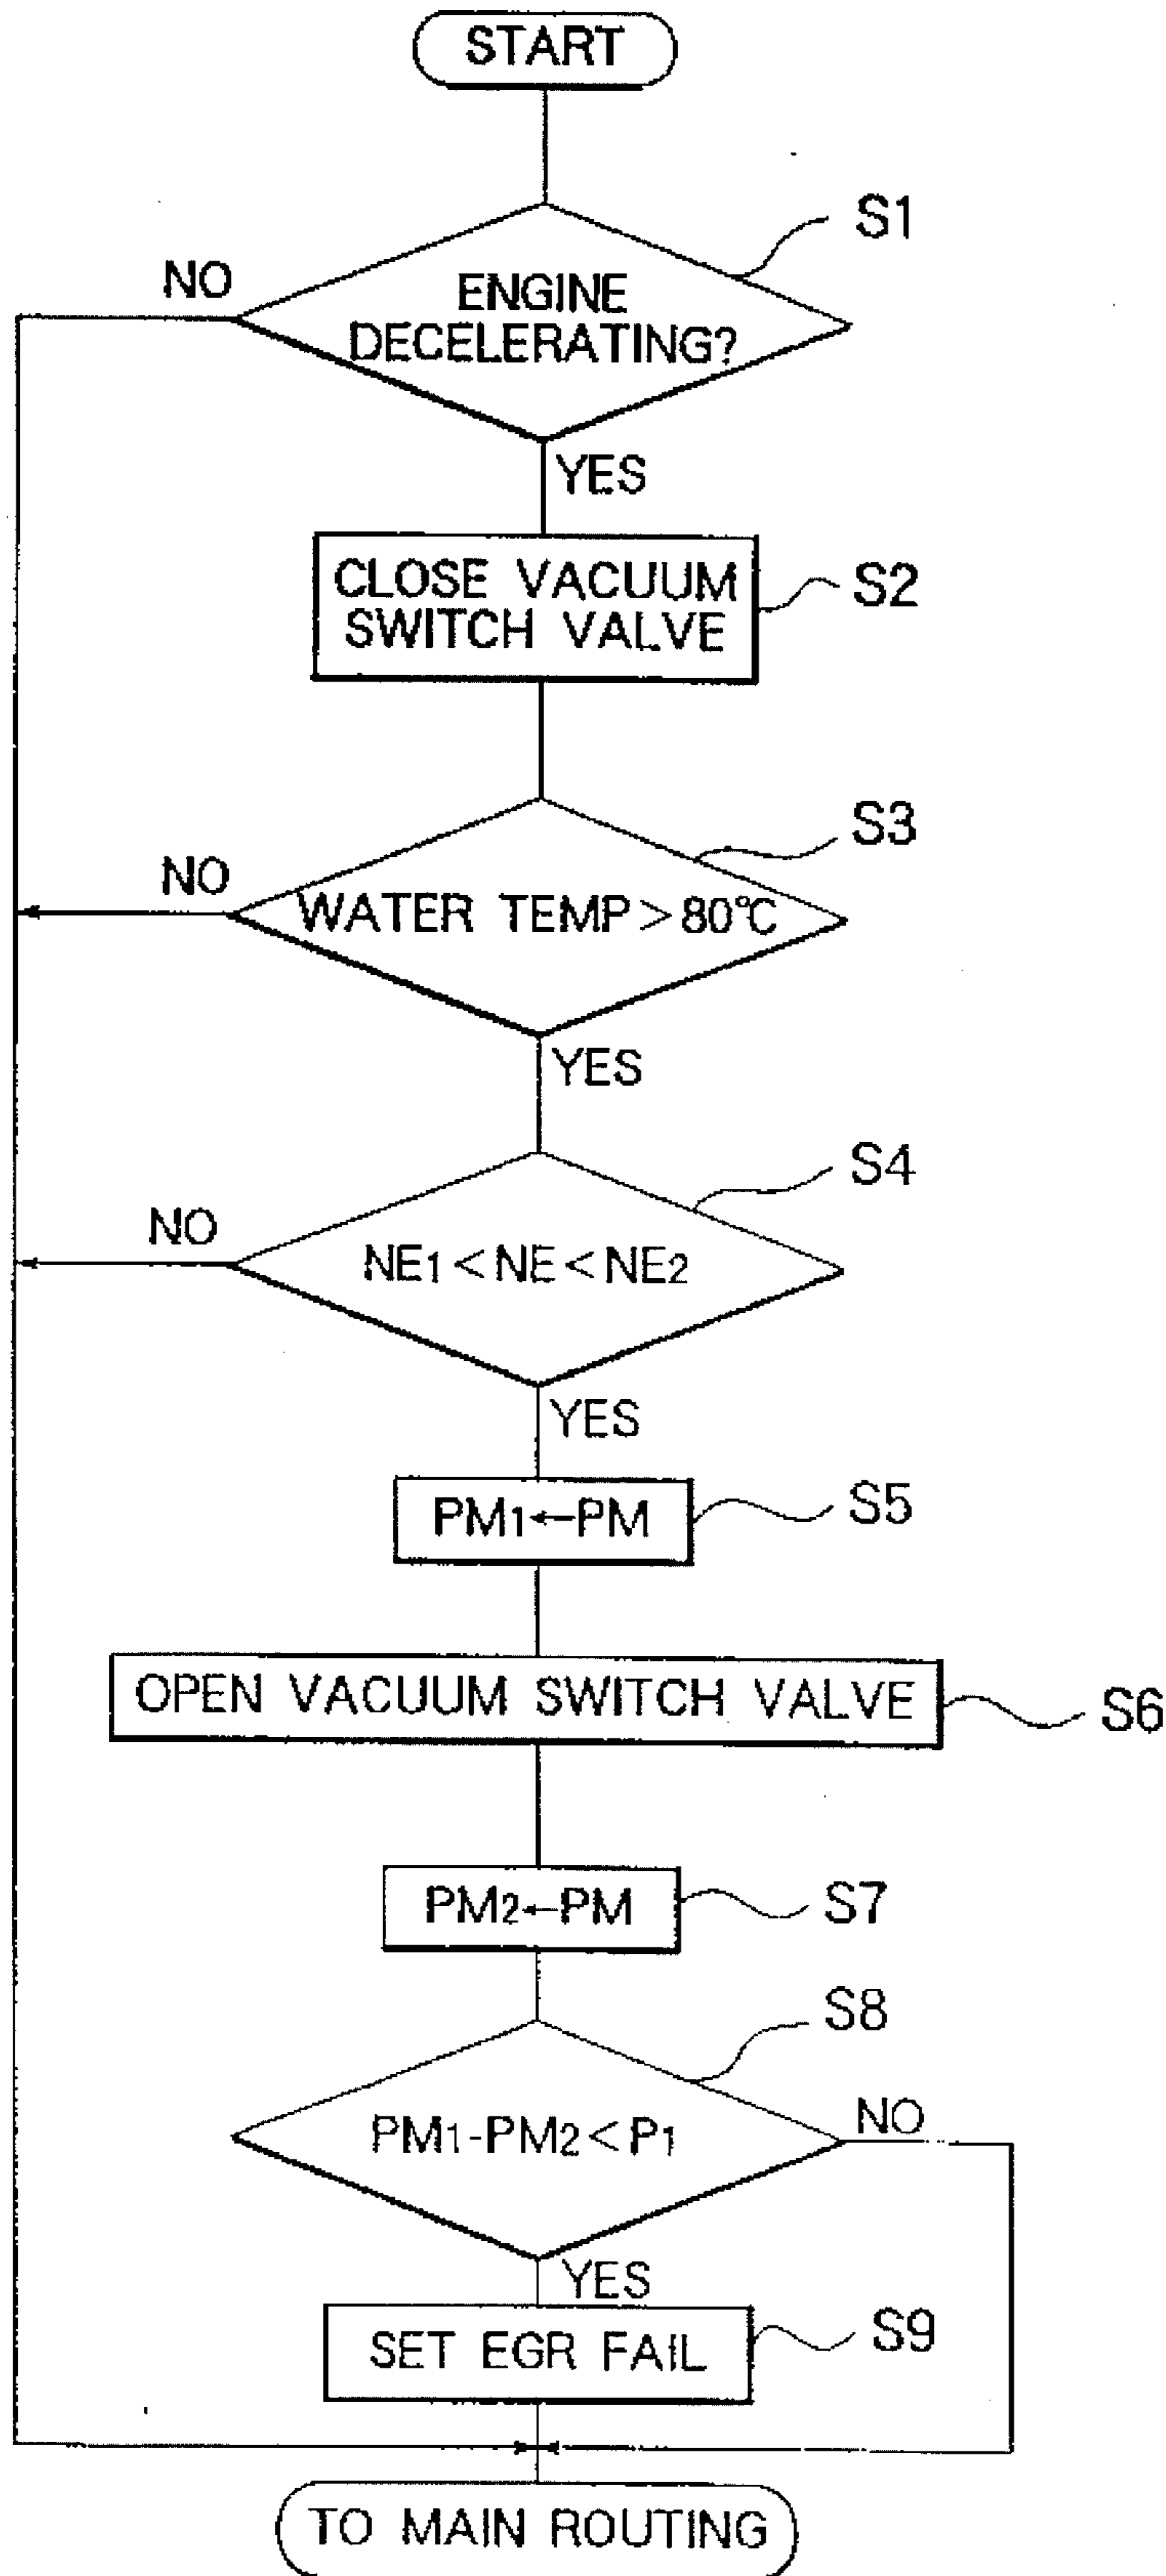 START
S1
NO
ENGINE
DECELERATING?
YES
CLOSE VACUUM
SWITCH VALVE
S2
S3
NO
WATER TEMP>80℃
YES
S4
NO
NE1<NE<NE2
YES
PM1←PM
S5
OPEN VACUUM SWITCH VALVE
S6
PM2←PM
S7
S8
PM1-PM2<P1
NO
YES
SET EGR FAIL
S9
TO MAIN ROUTING